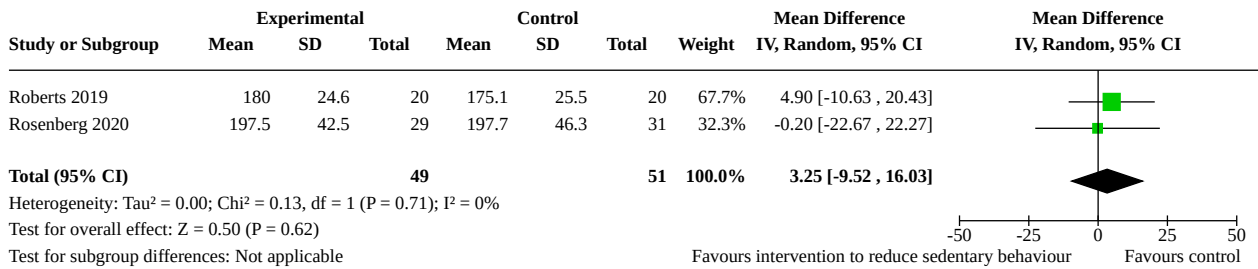 Experimental Control Mean Difference Mean Difference
Study or Subgroup Mean SD Total Mean SD Total Weight IV, Random, 95% CI IV, Random, 95% CI
Roberts 2019 180 24.6 20 175.1 25.5 20 67.7% 4.90 [-10.63 , 20.43]
Rosenberg 2020 197.5 42.5 29 197.7 46.3 31 32.3% -0.20 [-22.67 , 22.27]
Total (95% CI) 49 51 100.0% 3.25 [-9.52 , 16.03]
Heterogeneity: Tau² = 0.00; Chi² = 0.13, df = 1 (P = 0.71); I² = 0%
Test for overall effect: Z = 0.50 (P = 0.62)
-50 -25 0 25 50
Test for subgroup differences: Not applicable Favours intervention to reduce sedentary behaviour Favours control